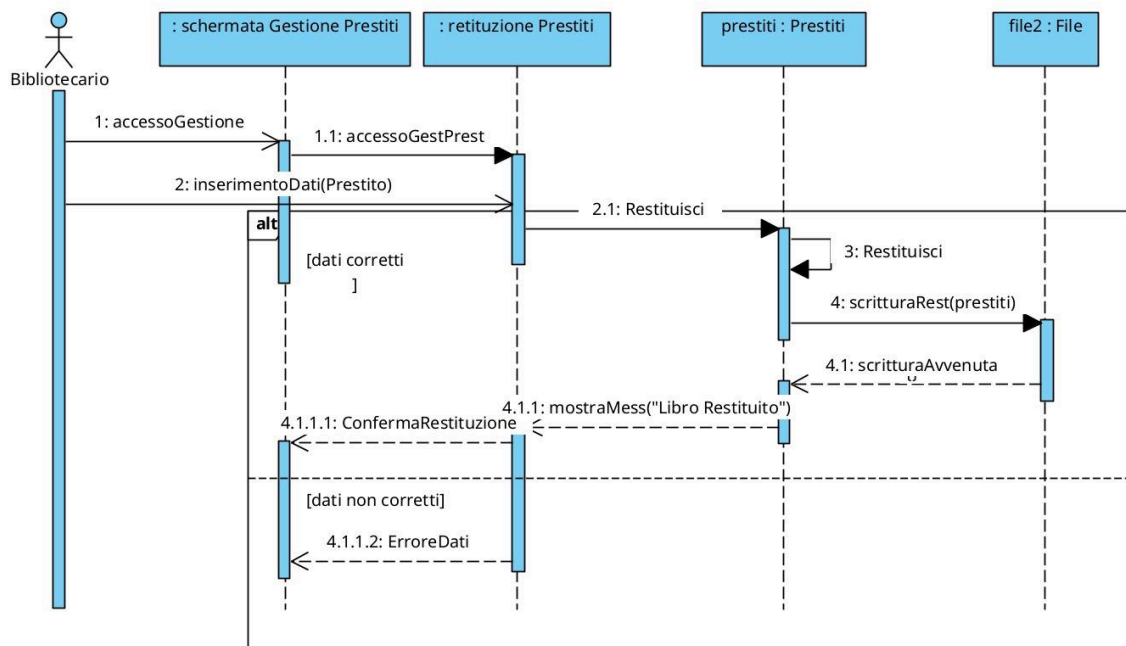 : schermata Gestione Prestiti
: retituzione Prestiti
prestiti : Prestiti
file2 : File
Bibliotecario
1: accessoGestione
1.1: accessoGestPrest
2: inserimentoDati(Prestito)
2.1: Restituisci
alt
3: Restituisci
[dati corretti
]
4: scritturaRest(prestiti)
4.1: scritturaAvvenuta
4.1.1: mostraMess("Libro Restituito")
4.1.1.1: ConfermaRestituzione
[dati non corretti]
4.1.1.2: ErroreDati